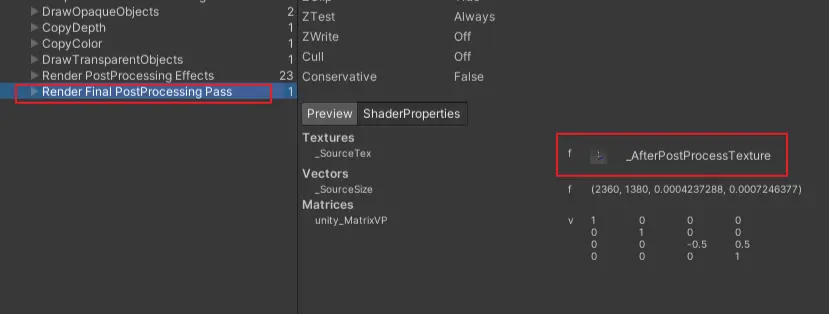 DrawOpaqueObjects 2
CopyDepth 1
CopyColor 1
DrawTransparentObjects 1
Render PostProcessing Effects 23
Render Final PostProcessing Pass 1
ZTest Always
ZWrite Off
Cull Off
Conservative False
Preview ShaderProperties
Textures
_SourceTex f _AfterPostProcessTexture
Vectors
_SourceSize f (2360, 1380, 0.0004237288, 0.0007246377)
Matrices
unity_MatrixVP v 1 0 0 0
0 1 0 0
0 0 -0.5 0.5
0 0 0 1